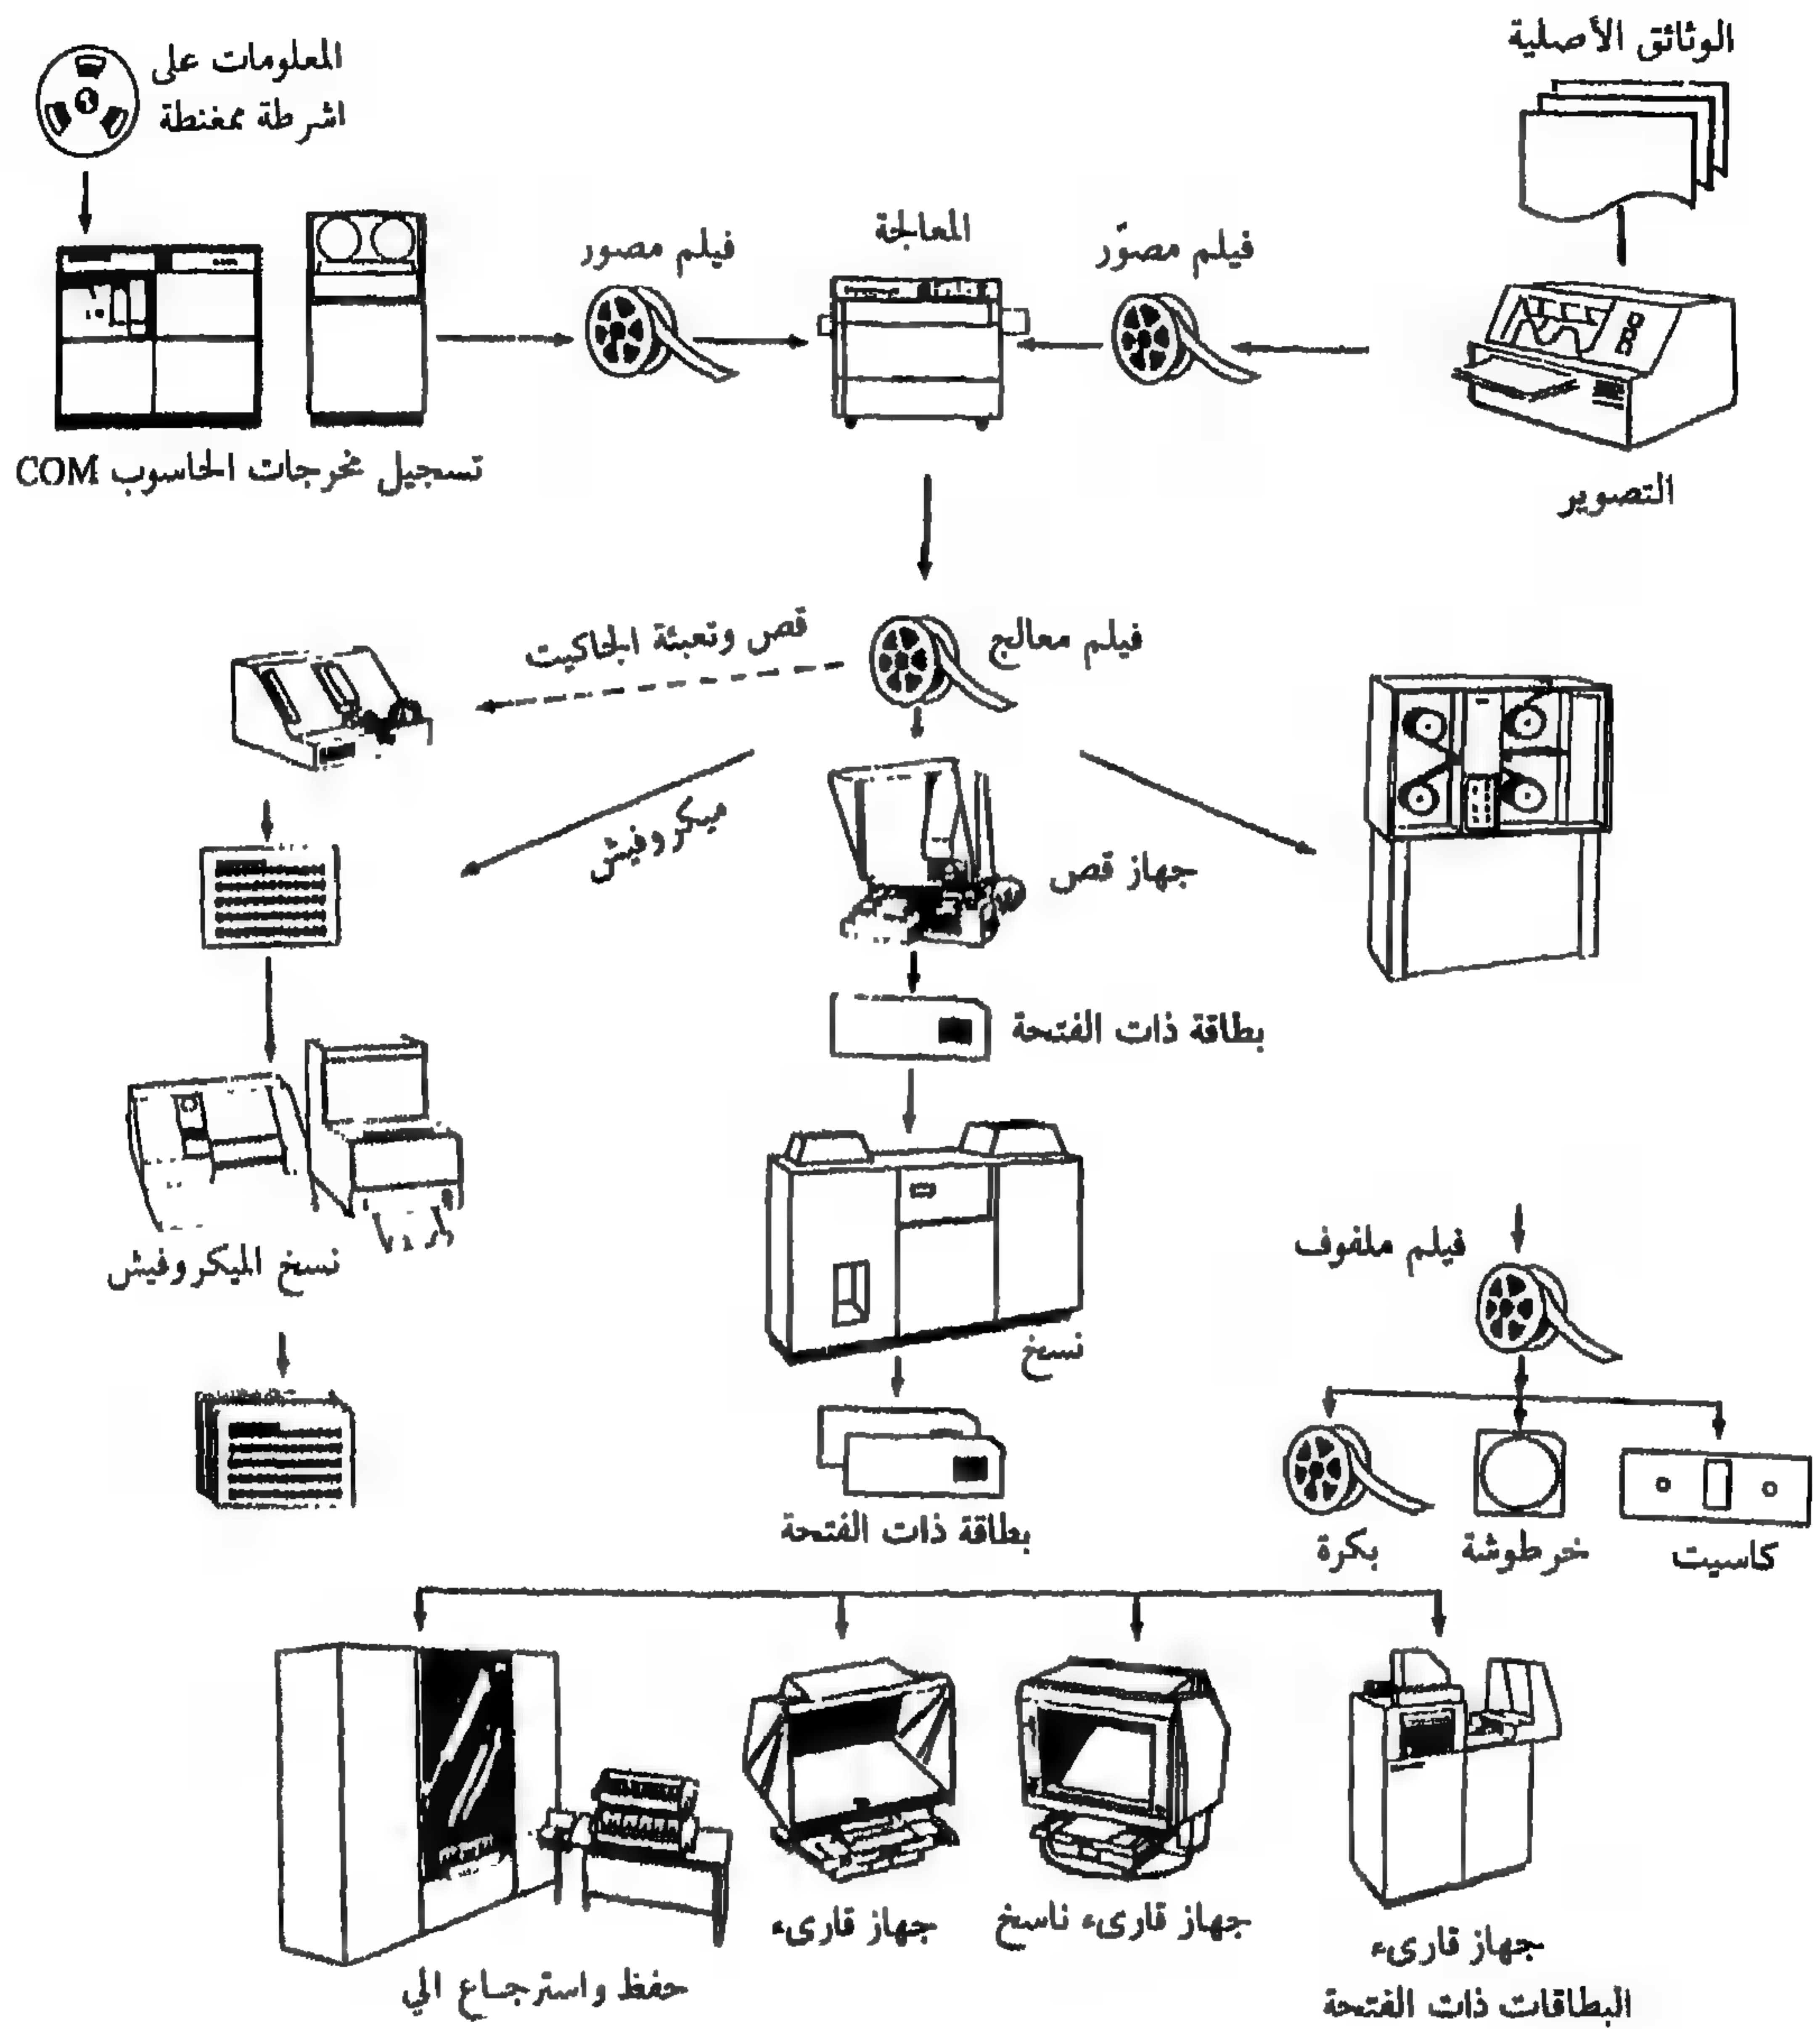 الوثائق الأصلية
المعلومات على
اشرطة ممغنطة
المعالجة
فيلم مصوّر
فيلم مصور
التصوير
تسجيل مخرجات الحاسوب COM
فيلم معالج
قص وتعبئة الجاكيت
ميكروفيش
جهاز قص
بطاقة ذات الفتحة
فيلم ملفوف
نسخ الميكروفيش
نسخ
بطاقة ذات الفتحة
كاسيت
خرطوشة
بكرة
جهاز قارىء
البطاقات ذات الفتحة
جهاز قارىء ناسخ
جهاز قارىء
حفظ واسترجاع الي